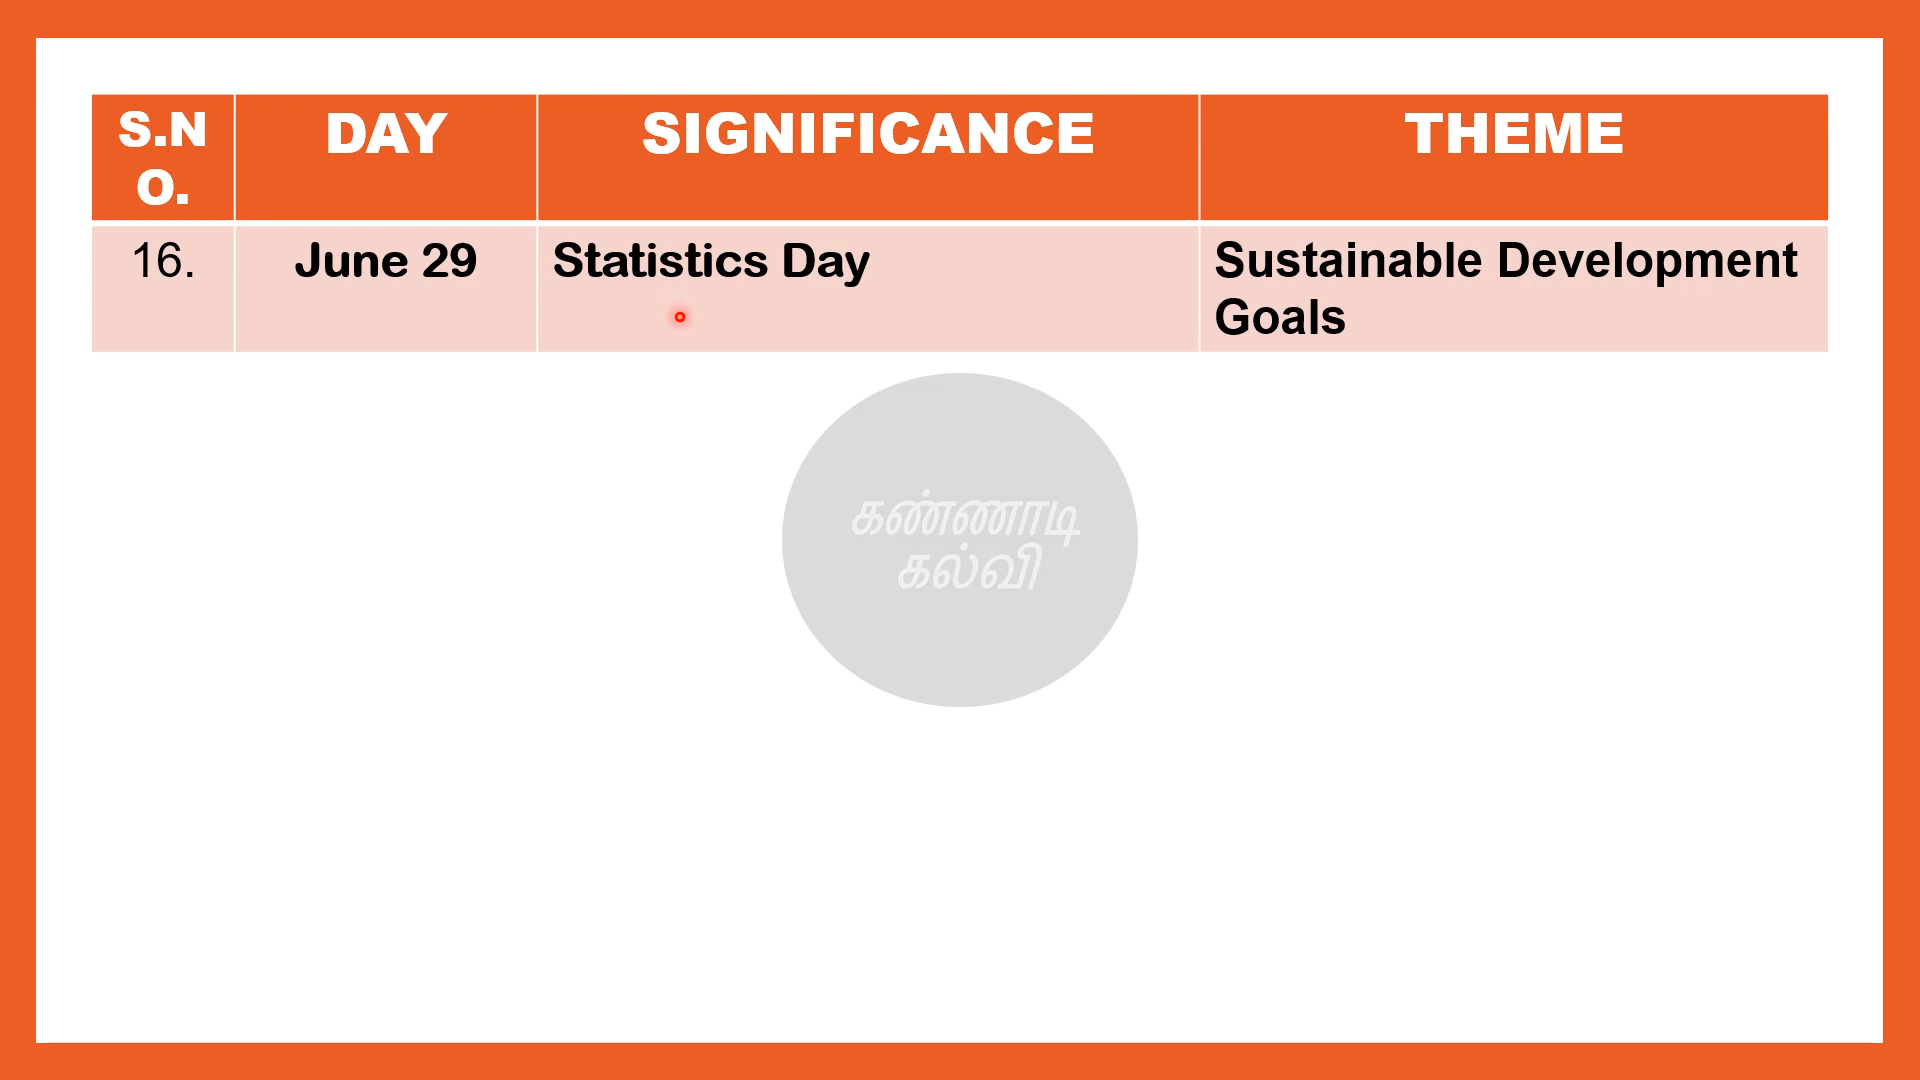 S.N
O.
DAY
SIGNIFICANCE
THEME
16.
June 29
Statistics Day
Sustainable Development
Goals
கண்ணாடி
கல்வி